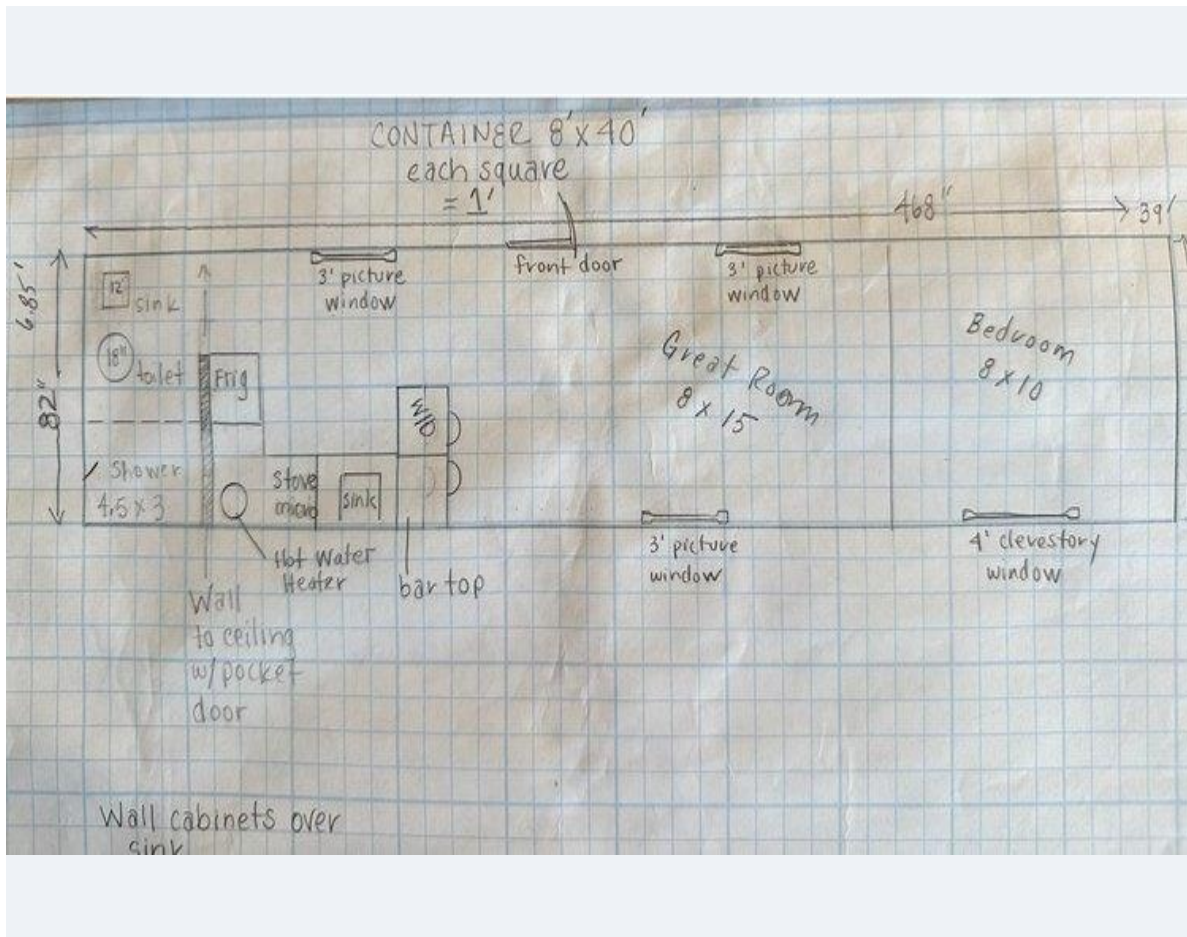 CONTAINER 8'x40'
each square
= 1'
468"
39'
6.85'
82"
12"
sink
18"
toilet
Frig
3' picture
window
front door
3' picture
window
Great Room
8 x 15
Bedroom
8 x 10
W/D
Shower
4.5 x 3
Stove
micro
sink
Hot Water
Heater
bar top
3' picture
window
4' clevestory
window
Wall
to ceiling
w/pocket
door
Wall cabinets over
sink